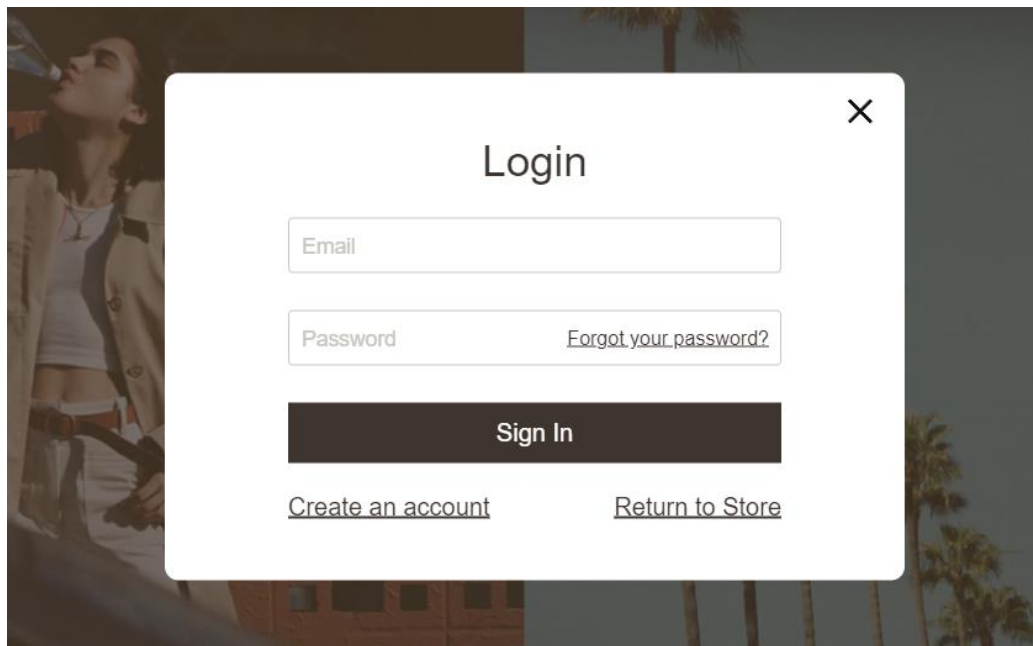 Login
Email
Password
Forgot your password?
Sign In
Create an account
Return to Store